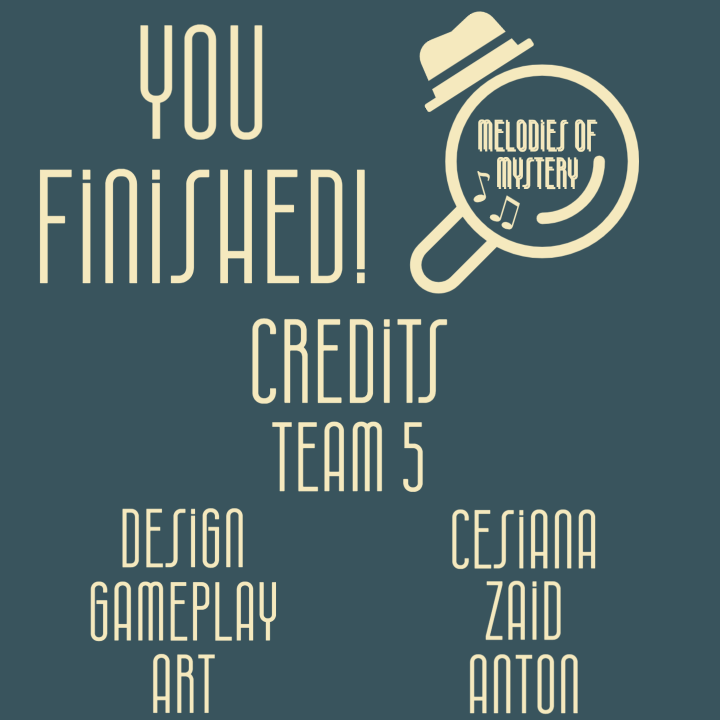 YOU
FiNiSHED!
MELODIES OF
MYSTERY
CREDiTS
TEAM 5
DESiGN
CESiANA
GAMEPLAY
ZAiD
ART
ANTON